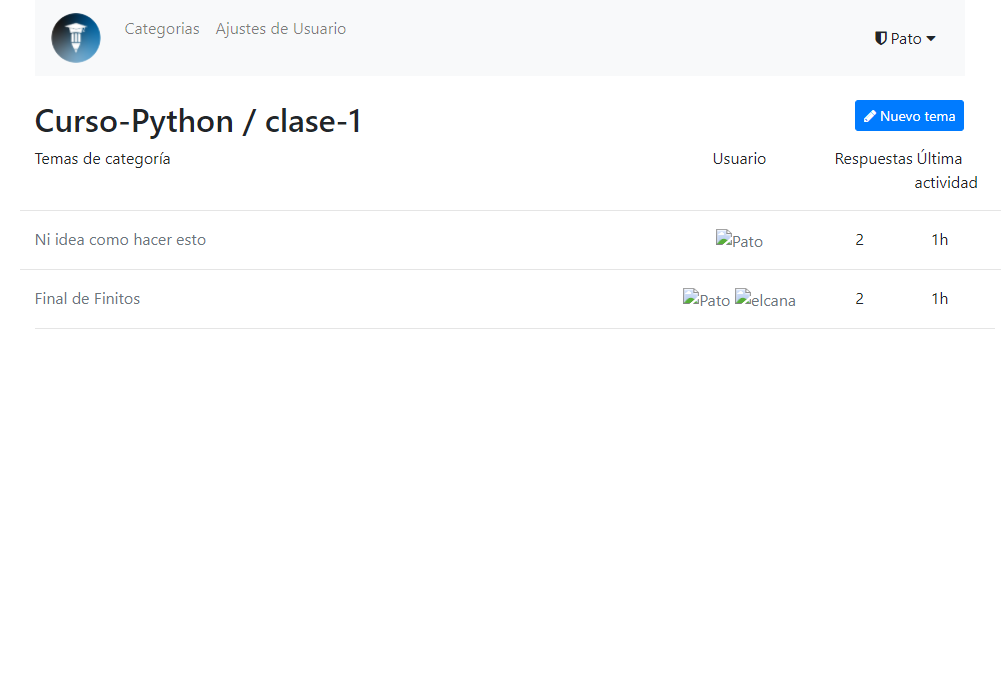 Categorias Ajustes de Usuario Pato
Curso-Python / clase-1 Nuevo tema
Temas de categoría Usuario Respuestas Última actividad
Ni idea como hacer esto Pato 2 1h
Final de Finitos Pato elcana 2 1h